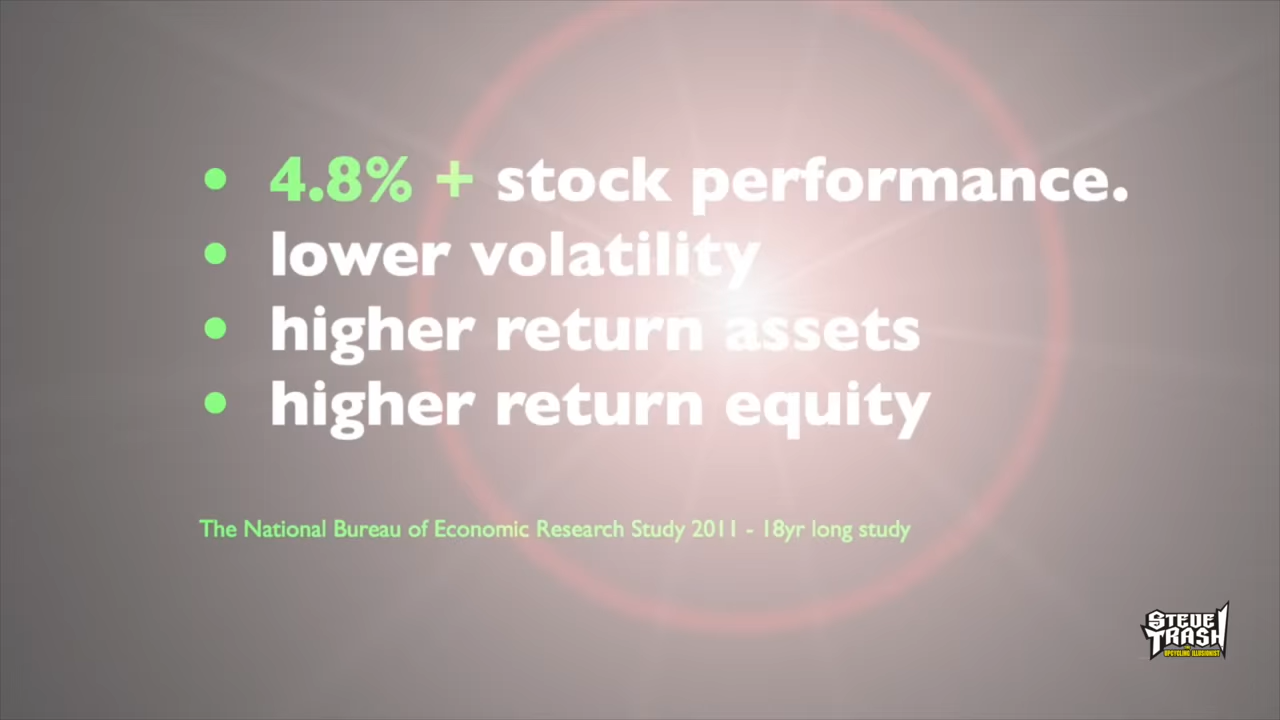 • 4.8% + stock performance.
• lower volatility
• higher return assets
• higher return equity
The National Bureau of Economic Research Study 2011 - 18yr long study
STEVE
TRASH
UPCYCLING ILLUSIONIST